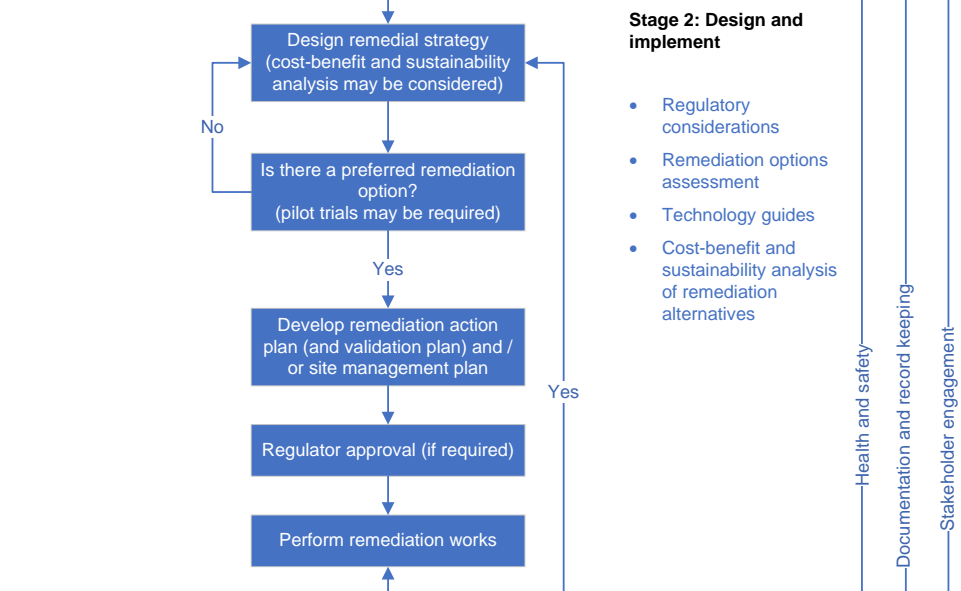 Design remedial strategy
(cost-benefit and sustainability
analysis may be considered)
No
Is there a preferred remediation
option?
(pilot trials may be required)
Yes
Develop remediation action
plan (and validation plan) and /
or site management plan
Yes
Regulator approval (if required)
Perform remediation works
Stage 2: Design and
implement
• Regulatory
considerations
• Remediation options
assessment
• Technology guides
• Cost-benefit and
sustainability analysis
of remediation
alternatives
Health and safety
Documentation and record keeping
Stakeholder engagement